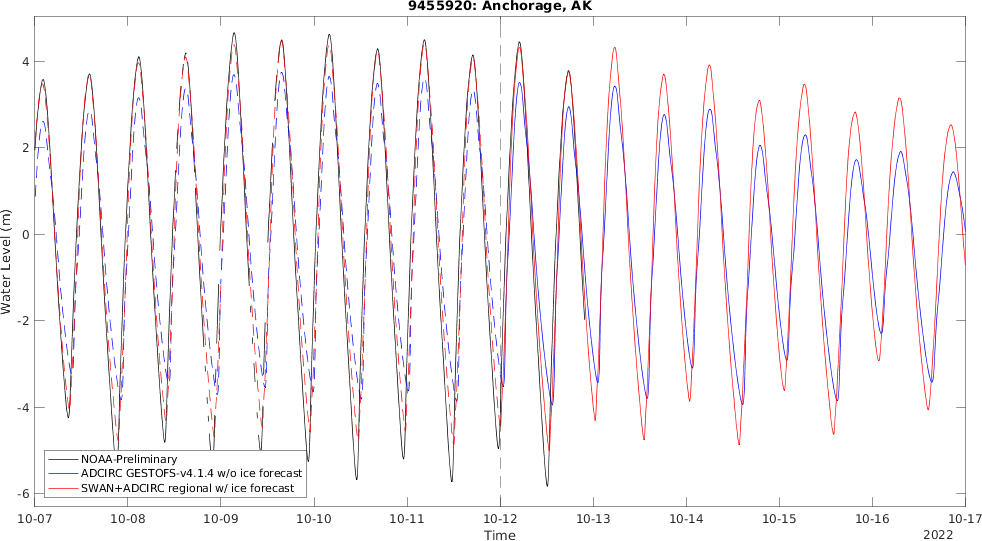 9455920: Anchorage, AK
Water Level (m)
4
2
0
-2
-4
-6
NOAA-Preliminary
ADCIRC GESTOFS-v4.1.4 w/o ice forecast
SWAN+ADCIRC regional w/ ice forecast
10-07 10-08 10-09 10-10 10-11 10-12 10-13 10-14 10-15 10-16 10-17
Time
2022